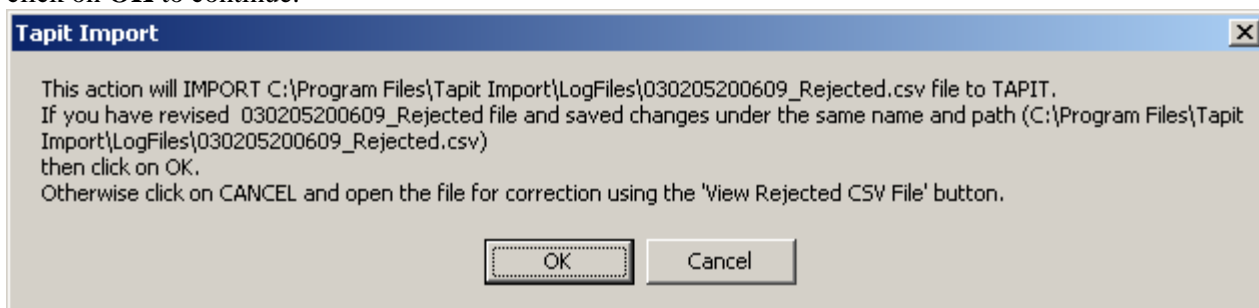 click on OK to continue.
Tapit Import
This action will IMPORT C:\Program Files\Tapit Import\LogFiles\030205200609_Rejected.csv file to TAPIT.
If you have revised 030205200609_Rejected file and saved changes under the same name and path (C:\Program Files\Tapit
Import\LogFiles\030205200609_Rejected.csv)
then click on OK.
Otherwise click on CANCEL and open the file for correction using the 'View Rejected CSV File' button.
OK
Cancel